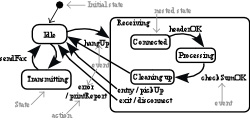 Initial state
nested state
Receiving
headerOK
Idle
hangUp
Connected
Processing
sendFax
Cleaning up
checkSumOK
Transmitting
event
error
/ printReport
entry / pickUp
exit / disconnect
event
State
action